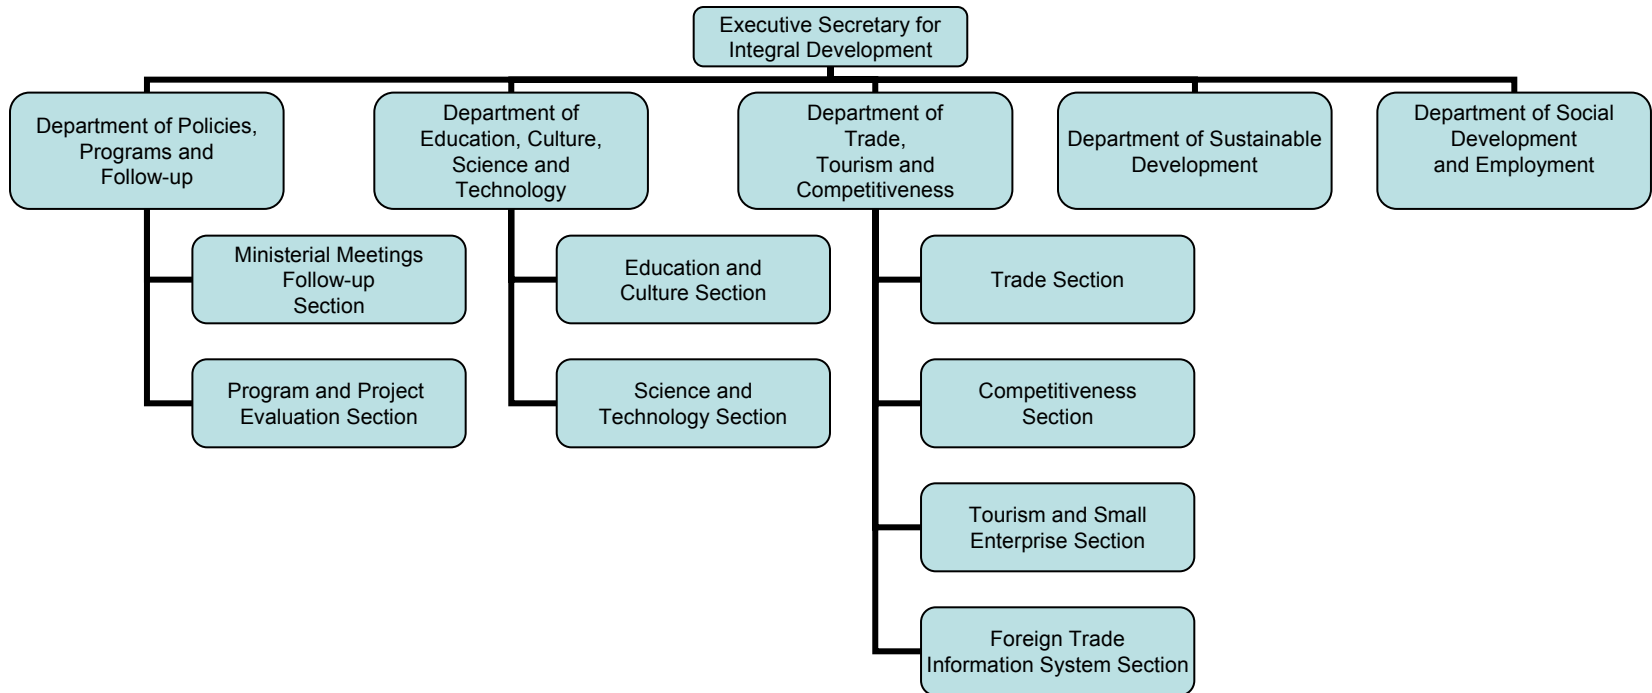 Executive Secretary for
Integral Development
Department of Policies,
Programs and
Follow-up
Department of
Education, Culture,
Science and
Technology
Department of
Trade,
Tourism and
Competitiveness
Department of Sustainable
Development
Department of Social
Development
and Employment
Ministerial Meetings
Follow-up
Section
Education and
Culture Section
Trade Section
Program and Project
Evaluation Section
Science and
Technology Section
Competitiveness
Section
Tourism and Small
Enterprise Section
Foreign Trade
Information System Section